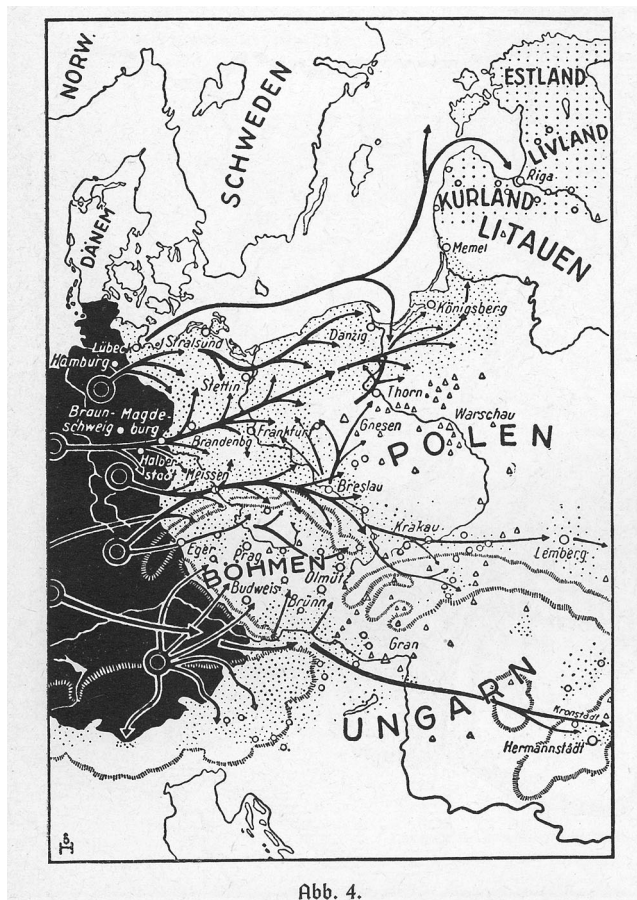 NORW.
SCHWEDEN
DÄNEM
ESTLAND
LIVLAND
Riga
KURLAND
LITAUEN
Memel
Königsberg
Danzig
Stralsund
Lübeck
Hamburg
Stettin
Thorn
Braun-
schweig
Magde-
burg
Brandenbg
Frankfurt
Gnesen
Warschau
POLEN
Halber-
stadt
Meissen
Breslau
Krakau
Lemberg
Eger
Prag
BÖHMEN
Olmütz
Budweis
Brünn
Gran
UNGARN
Kronstadt
Hermannstadt
Abb. 4.